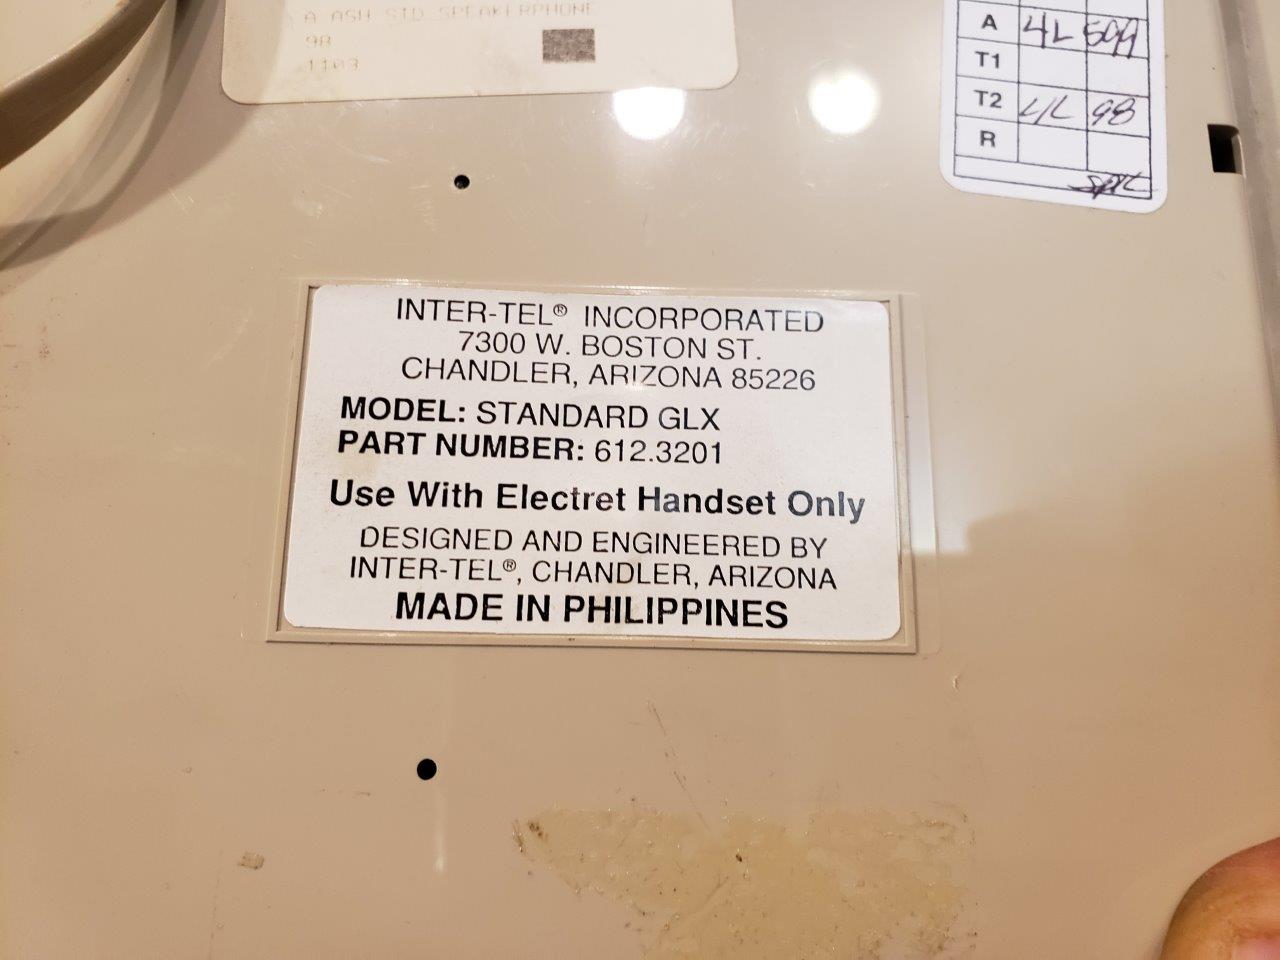 A ASH STD SPEAKERPHONE
98
1103
A 4L 599
T1
T2 4L 98
R
INTER-TEL® INCORPORATED
7300 W. BOSTON ST.
CHANDLER, ARIZONA 85226
MODEL: STANDARD GLX
PART NUMBER: 612.3201
Use With Electret Handset Only
DESIGNED AND ENGINEERED BY
INTER-TEL®, CHANDLER, ARIZONA
MADE IN PHILIPPINES